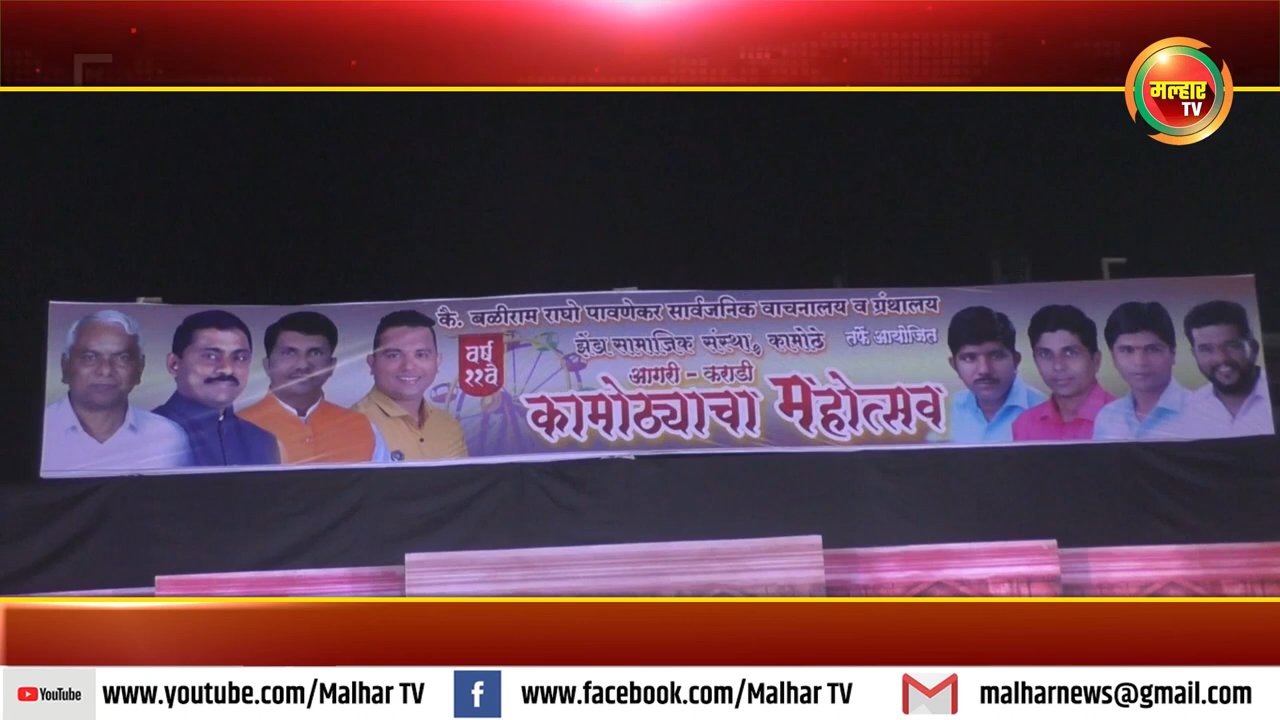 मल्हार
TV
कै. बळीराम राघो पावणेकर सार्वजनिक वाचनालय व ग्रंथालय
झेंडा सामाजिक संस्था, कामोठे तर्फे आयोजित
वर्ष
११वे
आगरी - कराडी
कामोठ्याचा महोत्सव
YouTube www.youtube.com/Malhar TV
f www.facebook.com/Malhar TV
malharnews@gmail.com